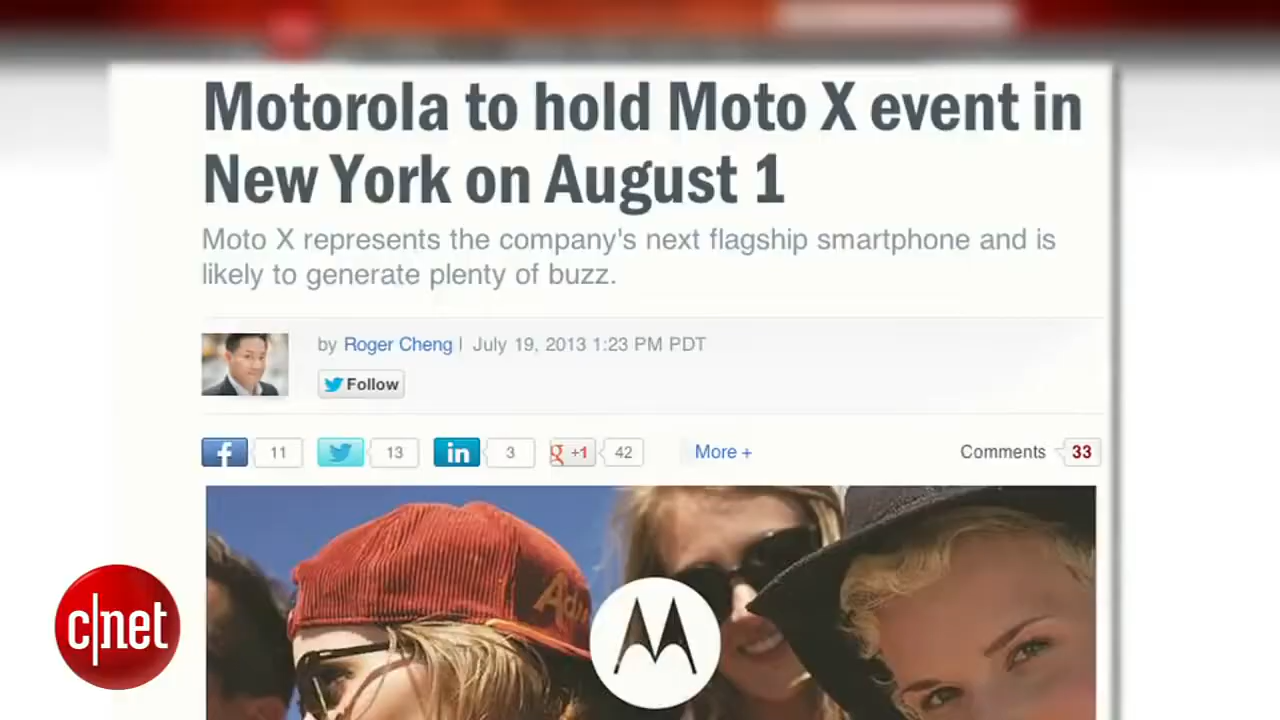 Motorola to hold Moto X event in
New York on August 1
Moto X represents the company's next flagship smartphone and is
likely to generate plenty of buzz.
by Roger Cheng | July 19, 2013 1:23 PM PDT
Follow
11 13 in 3 g +1 42 More + Comments 33
c|net